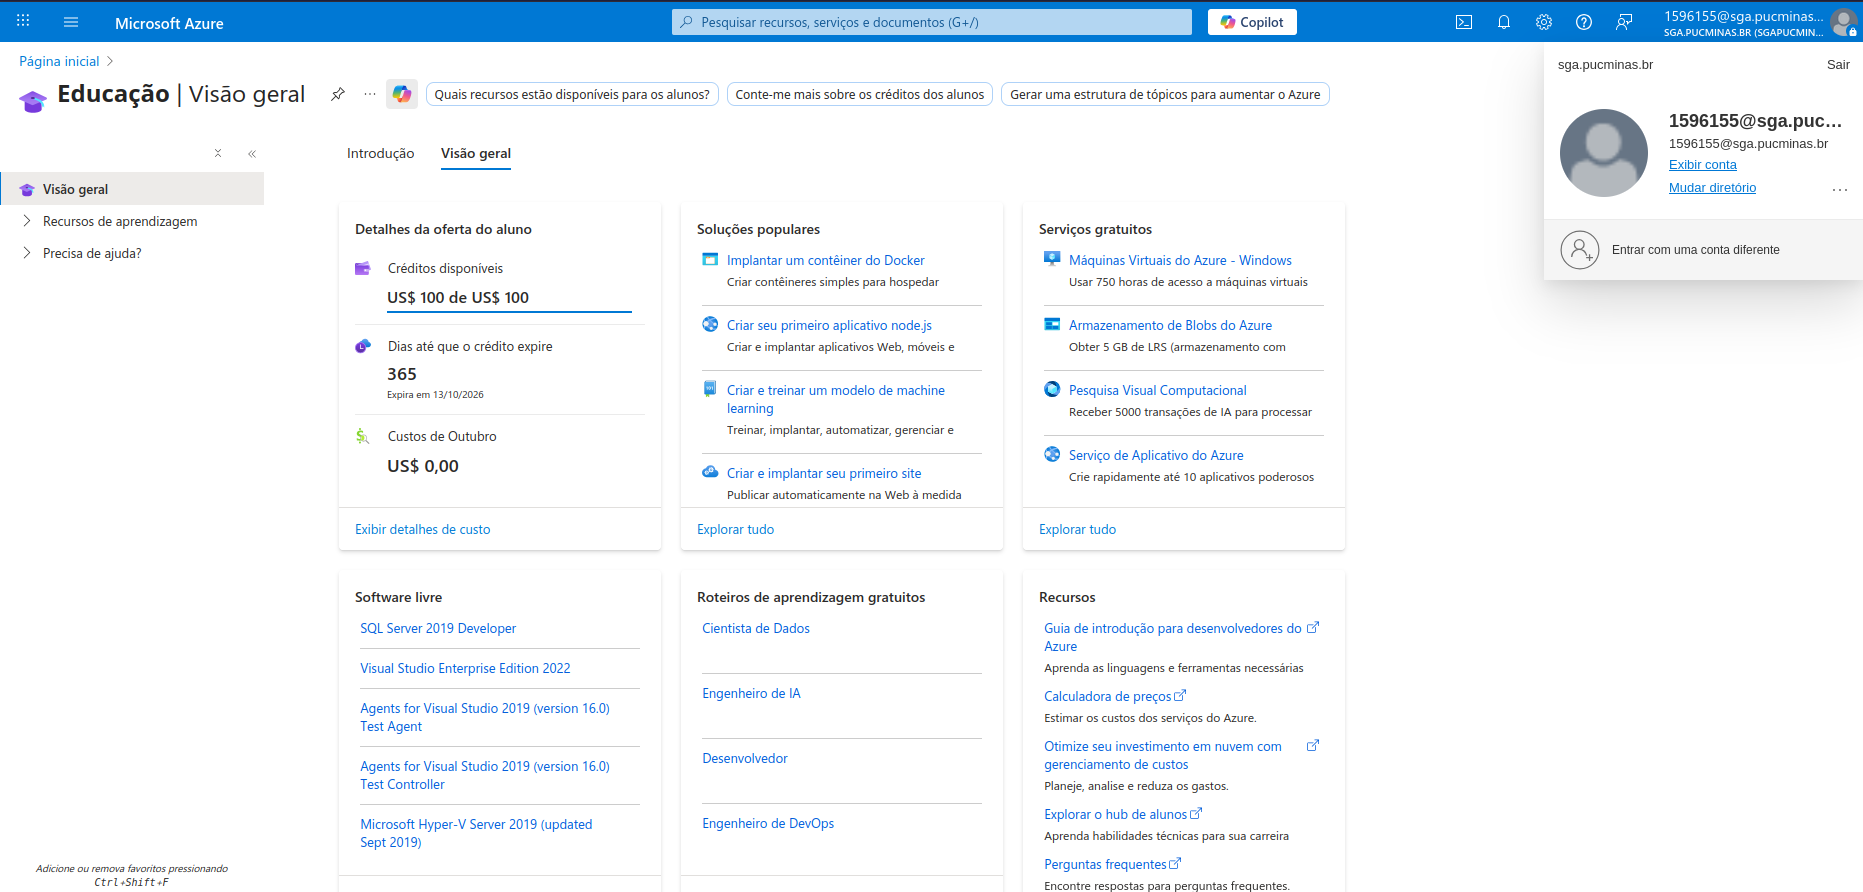 Microsoft Azure
Pesquisar recursos, serviços e documentos (G+/)
Copilot
1596155@sga.pucminas...
SGA.PUCMINAS.BR (SGAPUCMIN...
Página inicial
Educação | Visão geral
Quais recursos estão disponíveis para os alunos?
Conte-me mais sobre os créditos dos alunos
Gerar uma estrutura de tópicos para aumentar o Azure
sga.pucminas.br
Sair
1596155@sga.puc...
1596155@sga.pucminas.br
Exibir conta
Mudar diretório
Entrar com uma conta diferente
Visão geral
Recursos de aprendizagem
Precisa de ajuda?
Introdução
Visão geral
Detalhes da oferta do aluno
Créditos disponíveis
US$ 100 de US$ 100
Dias até que o crédito expire
365
Expira em 13/10/2026
Custos de Outubro
US$ 0,00
Exibir detalhes de custo
Soluções populares
Implantar um contêiner do Docker
Criar contêineres simples para hospedar
Criar seu primeiro aplicativo node.js
Criar e implantar aplicativos Web, móveis e
Criar e treinar um modelo de machine
learning
Treinar, implantar, automatizar, gerenciar e
Criar e implantar seu primeiro site
Publicar automaticamente na Web à medida
Explorar tudo
Serviços gratuitos
Máquinas Virtuais do Azure - Windows
Usar 750 horas de acesso a máquinas virtuais
Armazenamento de Blobs do Azure
Obter 5 GB de LRS (armazenamento com
Pesquisa Visual Computacional
Receber 5000 transações de IA para processar
Serviço de Aplicativo do Azure
Crie rapidamente até 10 aplicativos poderosos
Explorar tudo
Software livre
SQL Server 2019 Developer
Visual Studio Enterprise Edition 2022
Agents for Visual Studio 2019 (version 16.0)
Test Agent
Agents for Visual Studio 2019 (version 16.0)
Test Controller
Microsoft Hyper-V Server 2019 (updated
Sept 2019)
Roteiros de aprendizagem gratuitos
Cientista de Dados
Engenheiro de IA
Desenvolvedor
Engenheiro de DevOps
Recursos
Guia de introdução para desenvolvedores do
Azure
Aprenda as linguagens e ferramentas necessárias
Calculadora de preços
Estimar os custos dos serviços do Azure.
Otimize seu investimento em nuvem com
gerenciamento de custos
Planeje, analise e reduza os gastos.
Explorar o hub de alunos
Aprenda habilidades técnicas para sua carreira
Perguntas frequentes
Encontre respostas para perguntas frequentes.
Adicione ou remova favoritos pressionando
Ctrl+Shift+F